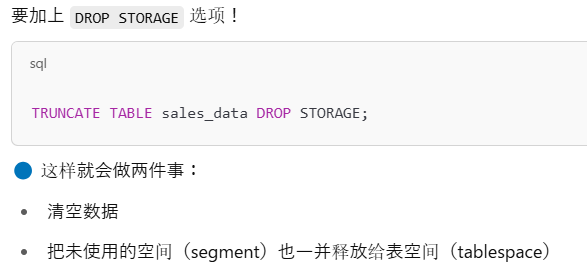 要加上 DROP STORAGE 选项！
sql
TRUNCATE TABLE sales_data DROP STORAGE;
🔵 这样就会做两件事：
• 清空数据
• 把未使用的空间（segment）也一并释放给表空间（tablespace）